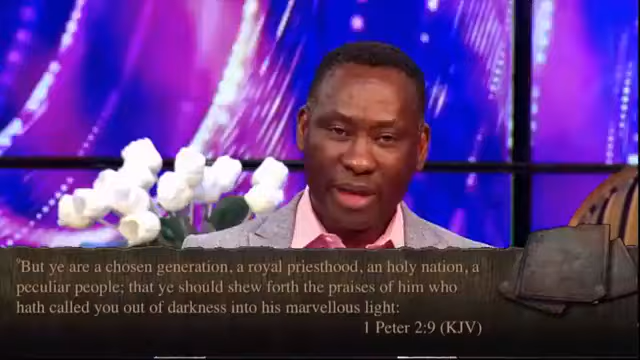 ⁹But ye are a chosen generation, a royal priesthood, an holy nation, a
peculiar people; that ye should shew forth the praises of him who
hath called you out of darkness into his marvellous light:
1 Peter 2:9 (KJV)